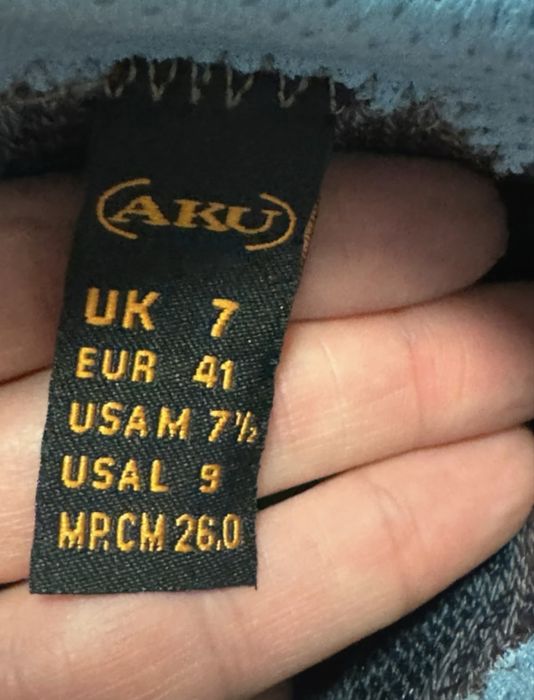 (AKU)
UK 7
EUR 41
USA M 7½
USA L 9
MP.CM 26.0